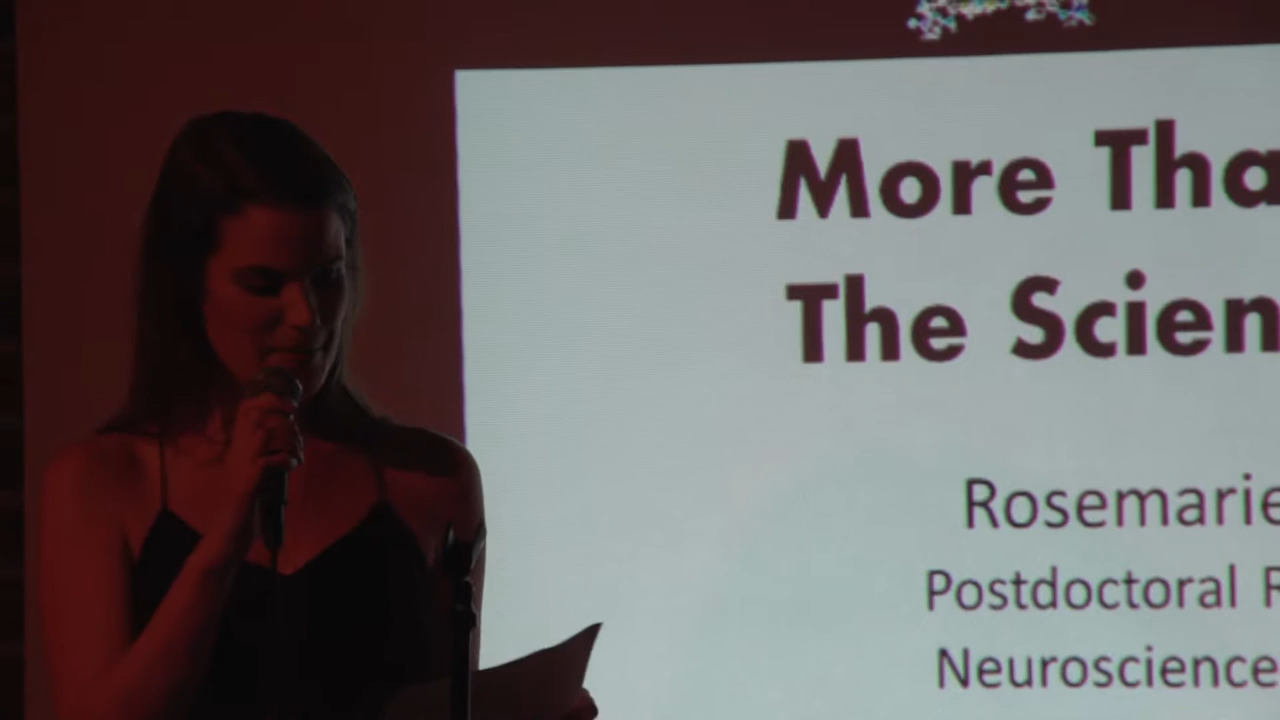 More Tha
The Scien
Rosemarie
Postdoctoral R
Neuroscience